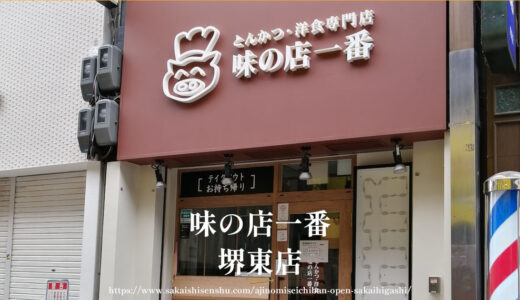 とんかつ・洋食専門店
味の店一番
テイクアウト
お持ち帰り
味の店一番
堺東店
https://www.sakaishisenshu.com/ajinomiseichiban-open-sakaihigashi/